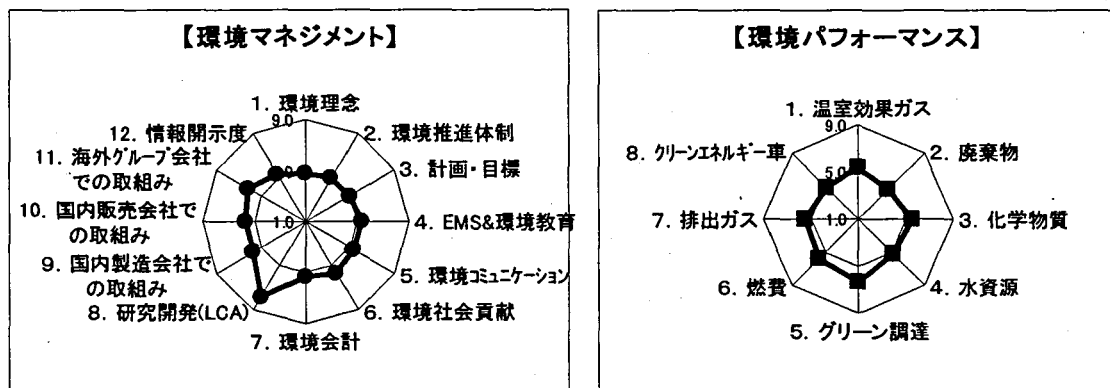 【環境マネジメント】
1. 環境理念
9.0
12. 情報開示度
2. 環境推進体制
11. 海外グループ会社
での取組み
3. 計画・目標
10. 国内販売会社で
の取組み
1.0
4. EMS&環境教育
9. 国内製造会社で
の取組み
5. 環境コミュニケーション
8. 研究開発(LCA)
6. 環境社会貢献
7. 環境会計
【環境パフォーマンス】
1. 温室効果ガス
9.0
8. クリーンエネルギー車
2. 廃棄物
5.0
7. 排出ガス
1.0
3. 化学物質
6. 燃費
4. 水資源
5. グリーン調達